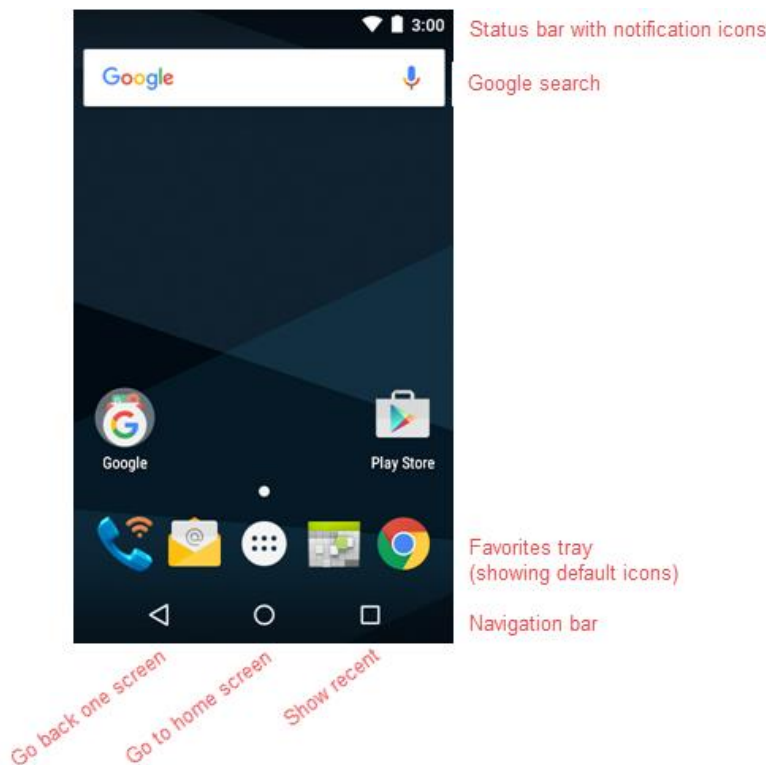 3:00
Status bar with notification icons
Google
Google search
Google
Play Store
@
Favorites tray
(showing default icons)
Navigation bar
Go back one screen
Go to home screen
Show recent